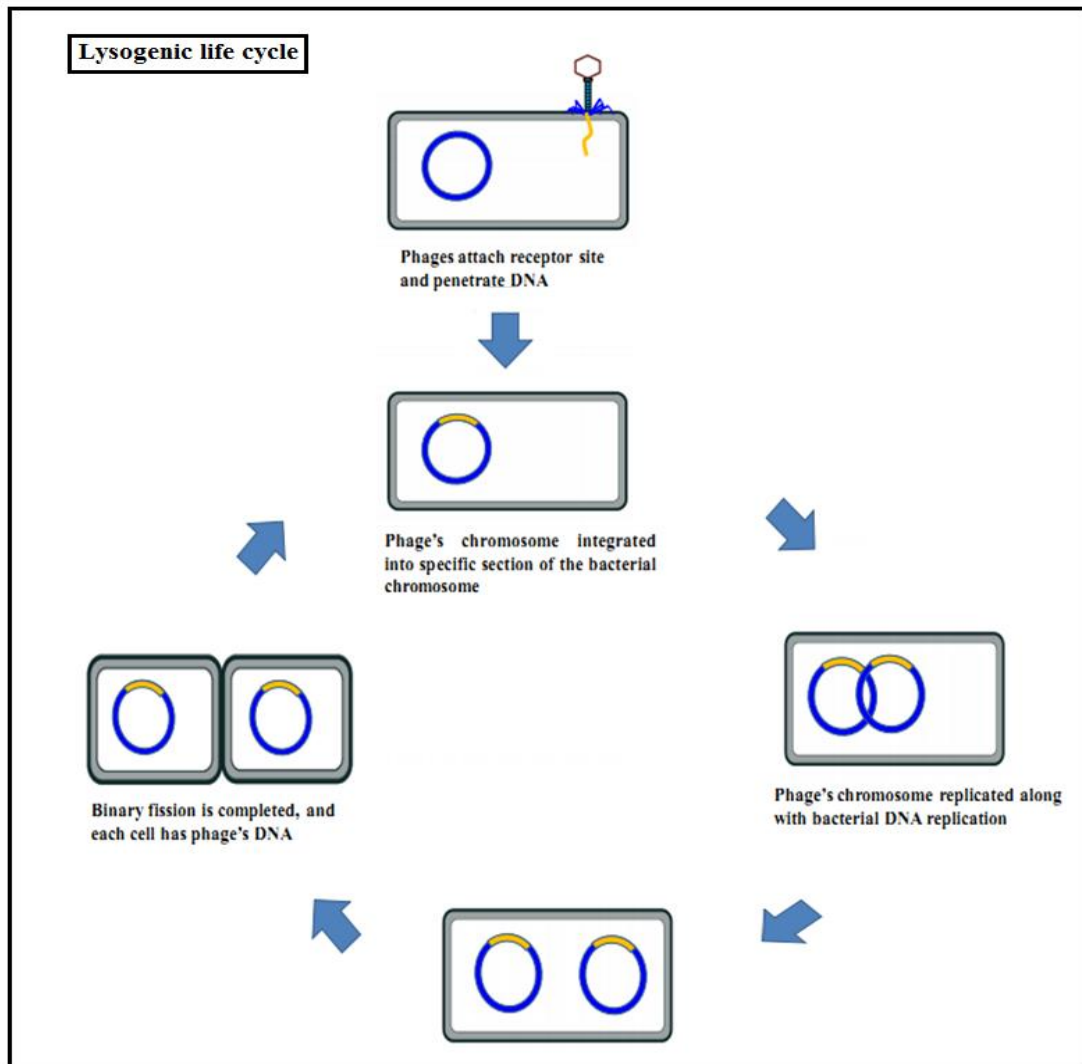 Lysogenic life cycle
Phages attach receptor site
and penetrate DNA
Phage's chromosome integrated
into specific section of the bacterial
chromosome
Phage's chromosome replicated along
with bacterial DNA replication
Binary fission is completed, and
each cell has phage's DNA